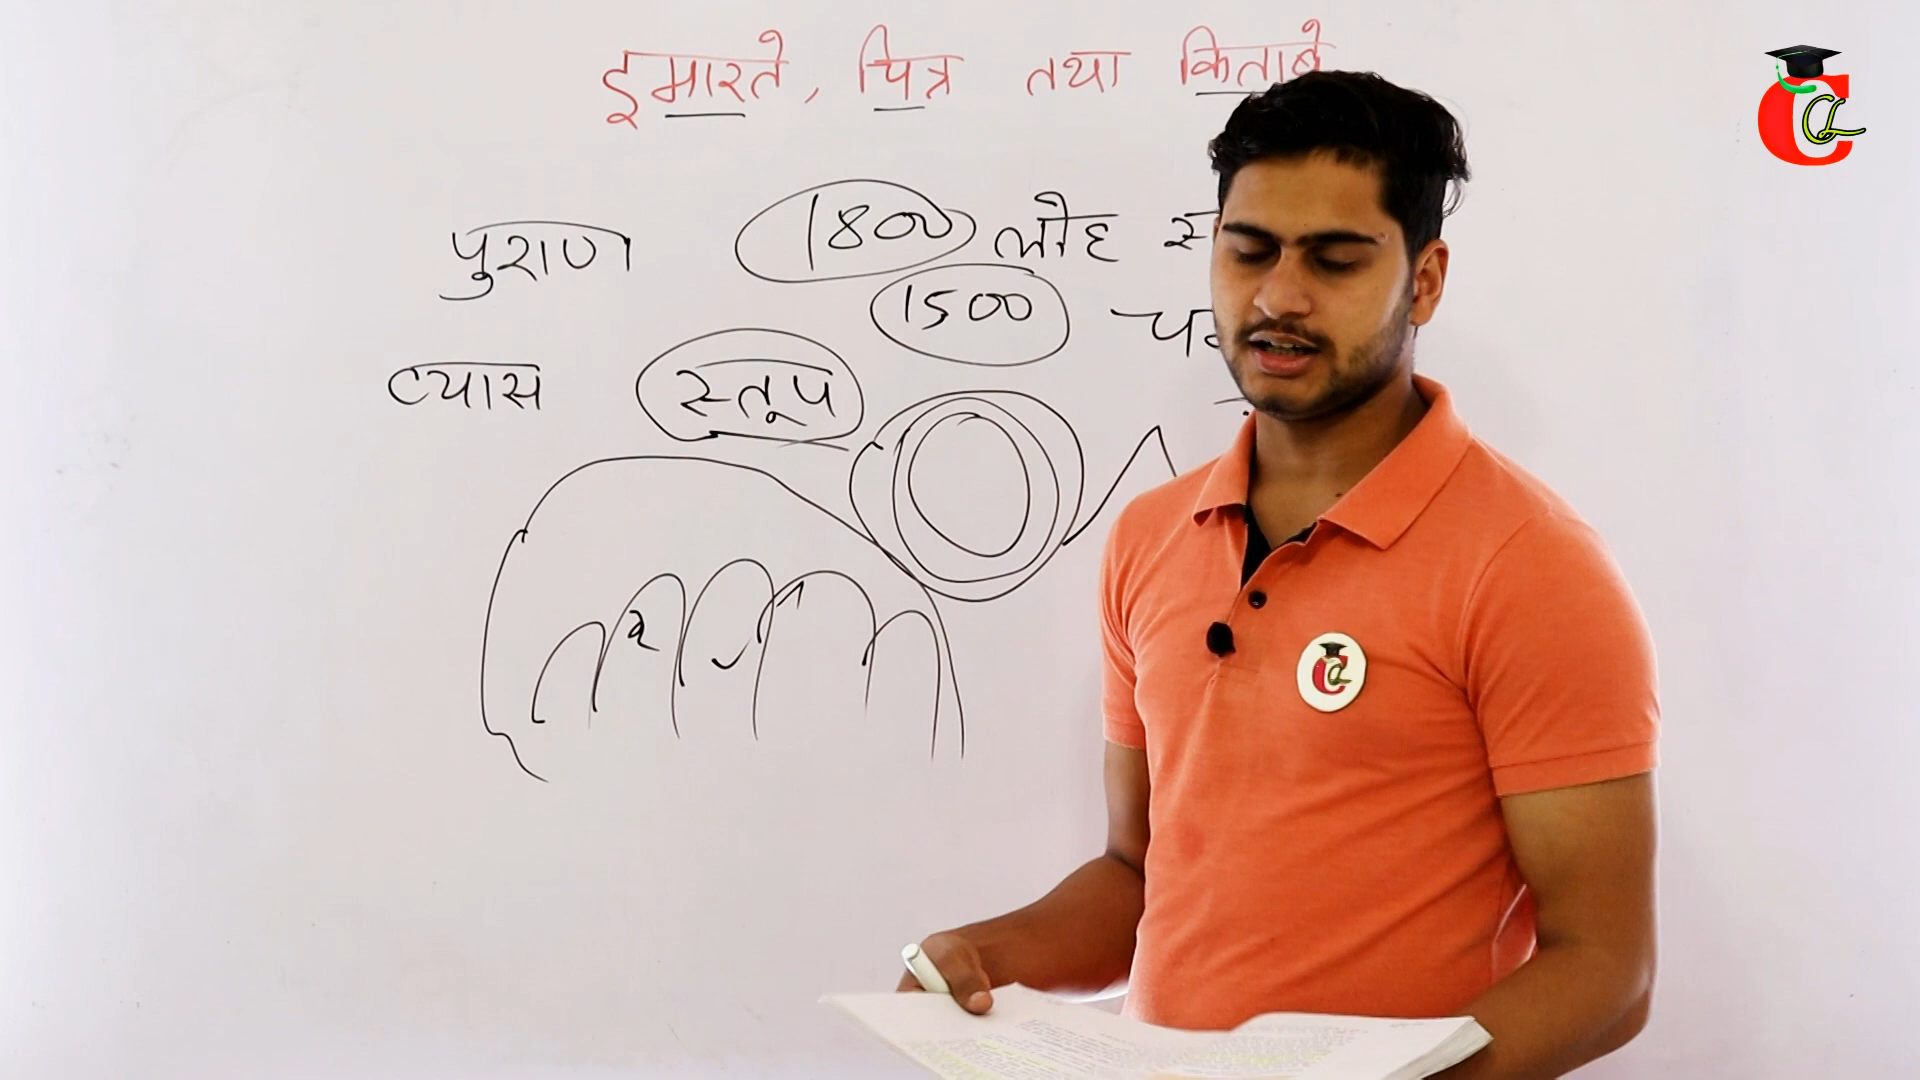 इमारते, चित्र तथा किताबे
पुराण 1800 लौह
1500
व्यास स्तूप